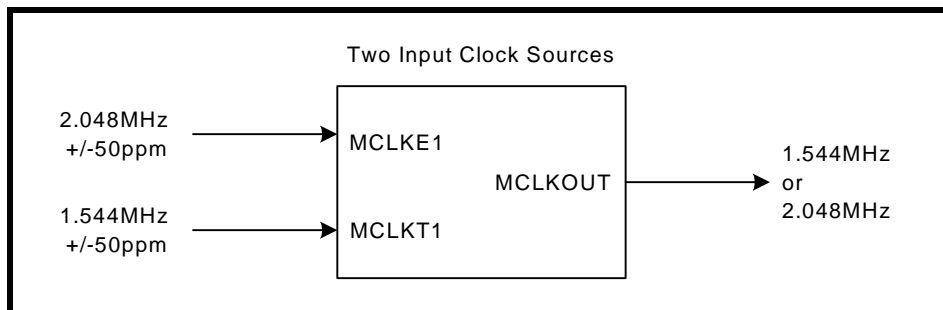 Two Input Clock Sources
2.048MHz
+/-50ppm
MCLKE1
1.544MHz
or
2.048MHz
MCLKOUT
1.544MHz
+/-50ppm
MCLKT1